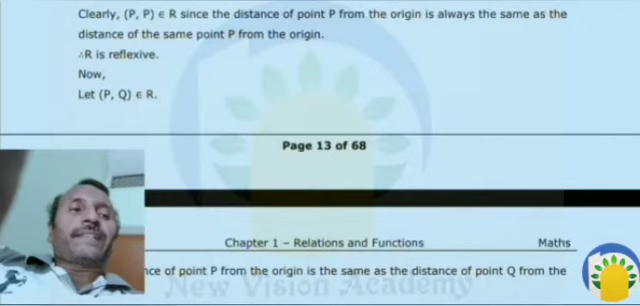 Clearly, (P, P) ∈ R since the distance of point P from the origin is always the same as the
distance of the same point P from the origin.
∴R is reflexive.
Now,
Let (P, Q) ∈ R.
Page 13 of 68
Chapter 1 – Relations and Functions Maths
of point P from the origin is the same as the distance of point Q from the
New Vision Academy